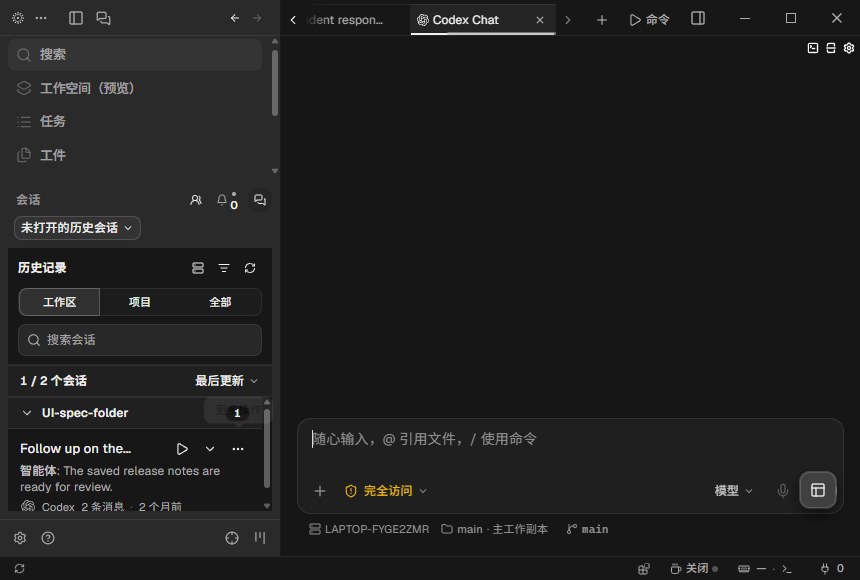 dent respon...
Codex Chat
命令
搜索
工作空间（预览）
任务
工件
会话
0
未打开的历史会话
历史记录
工作区
项目
全部
搜索会话
1 / 2 个会话
最后更新
UI-spec-folder
1
Follow up on the...
智能体: The saved release notes are
ready for review.
Codex 2 条消息 · 2 个月前
随心输入，@ 引用文件，/ 使用命令
完全访问
模型
LAPTOP-FYGE2ZMR
main · 主工作副本
main
关闭
0